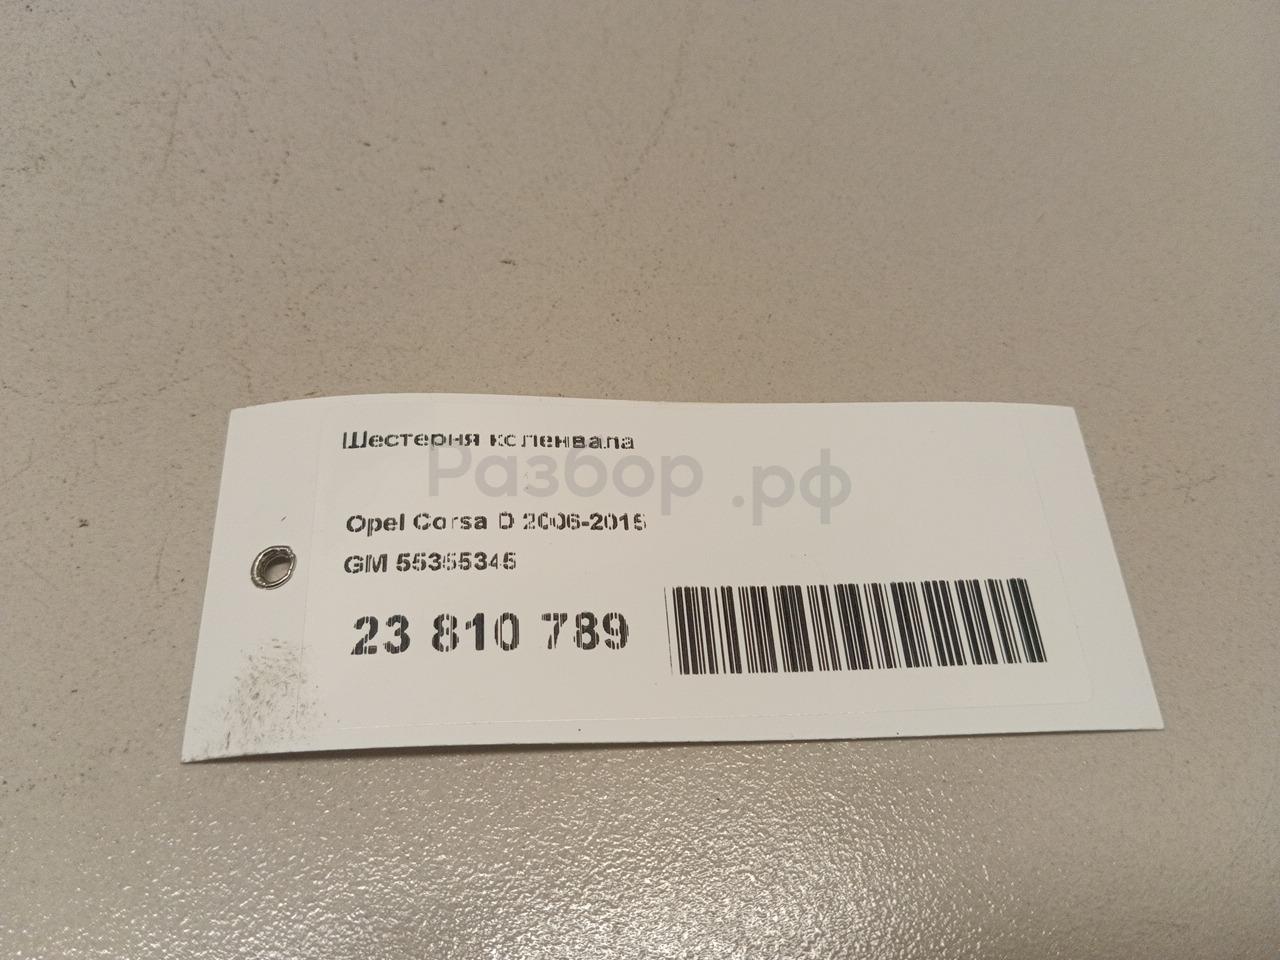 Шестерня коленвала
Разбор.рф
Opel Corsa D 2006-2015
GM 55355345
23 810 789